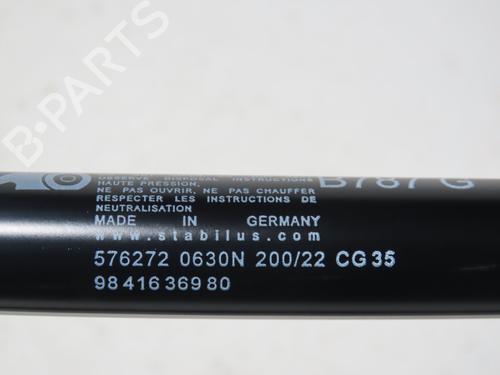 B-PARTS
OBSERVE DISPOSAL INSTRUCTIONS
HAUTE PRESSION,
NE PAS OUVRIR, NE PAS CHAUFFER
RESPECTER LES INSTRUCTIONS DE
NEUTRALISATION
B787 G
MADE IN GERMANY
www.stabilus.com
576272 0630N 200/22 CG35
98 416 369 80